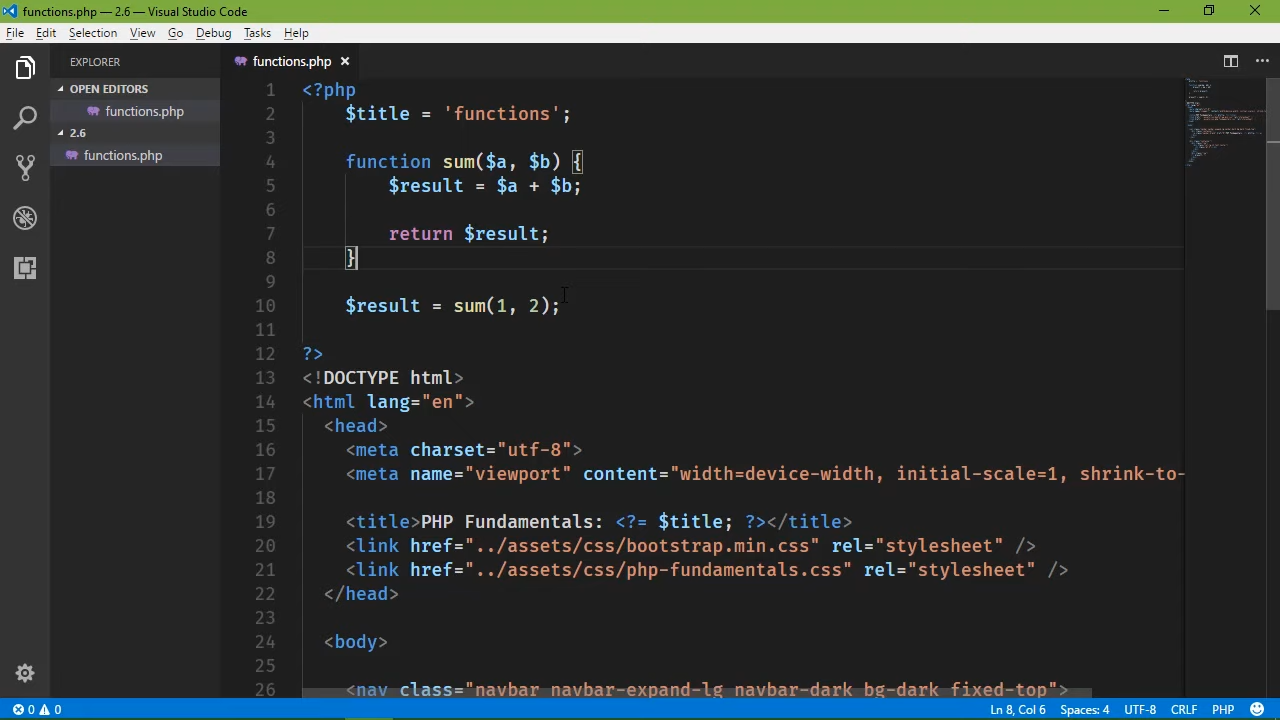 functions.php — 2.6 — Visual Studio Code
File Edit Selection View Go Debug Tasks Help
EXPLORER
OPEN EDITORS
functions.php
2.6
functions.php
functions.php
1 <?php
2 $title = 'functions';
3
4 function sum($a, $b) {
5 $result = $a + $b;
6
7 return $result;
8 }
9
10 $result = sum(1, 2);
11
12 ?>
13 <!DOCTYPE html>
14 <html lang="en">
15 <head>
16 <meta charset="utf-8">
17 <meta name="viewport" content="width=device-width, initial-scale=1, shrink-to-
18
19 <title>PHP Fundamentals: <?= $title; ?></title>
20 <link href="../assets/css/bootstrap.min.css" rel="stylesheet" />
21 <link href="../assets/css/php-fundamentals.css" rel="stylesheet" />
22 </head>
23
24 <body>
25
26 <nav class="navbar navbar-expand-lg navbar-dark bg-dark fixed-top">
0 0 Ln 8, Col 6 Spaces: 4 UTF-8 CRLF PHP